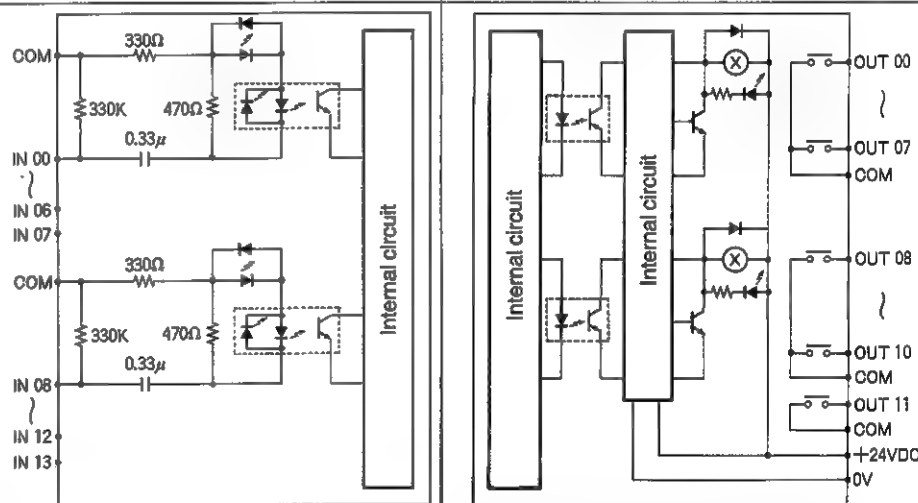 COM
330Ω
330K
470Ω
0.33μ
IN 00
IN 06
IN 07
COM
330Ω
330K
470Ω
0.33μ
IN 08
IN 12
IN 13
Internal circuit
Internal circuit
Internal circuit
X
OUT 00
OUT 07
COM
X
OUT 08
OUT 10
COM
OUT 11
COM
+24VDC
0V